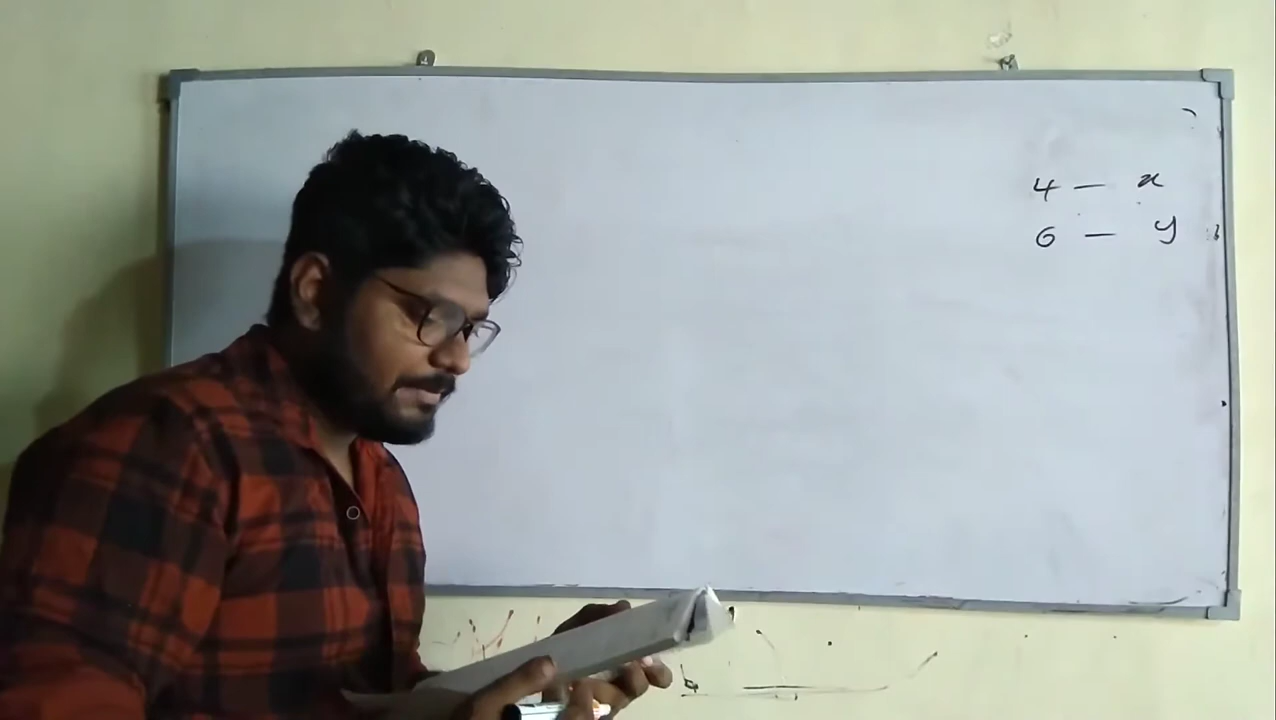 4 — x
6 — y